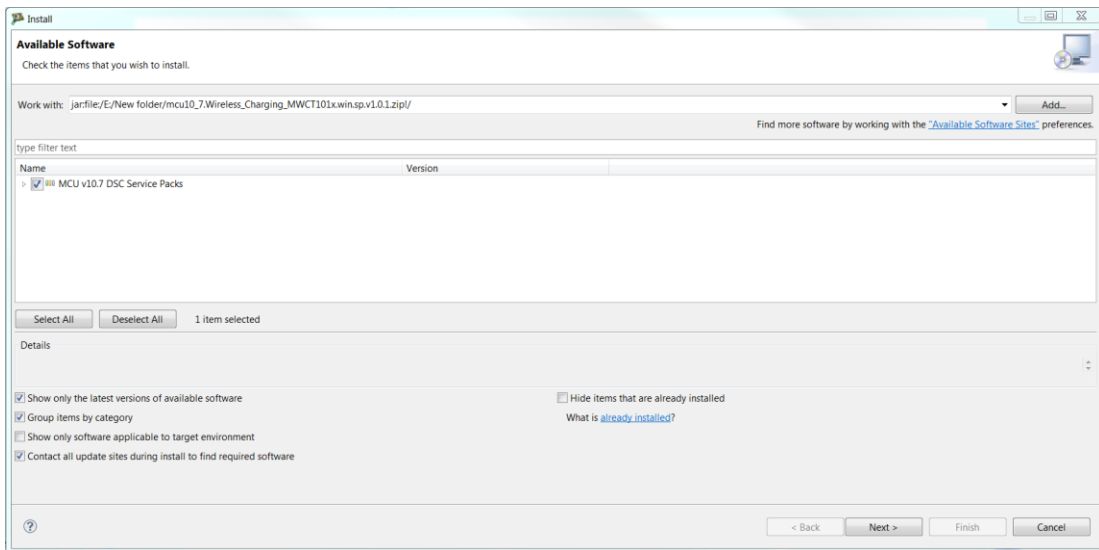 Install
Available Software
Check the items that you wish to install.
Work with: jar:file:/E:/New folder/mcu10_7.Wireless_Charging_MWCT101x.win.sp.v1.0.1.zip!/ Add...
Find more software by working with the "Available Software Sites" preferences.
type filter text
Name Version
MCU v10.7 DSC Service Packs
Select All Deselect All 1 item selected
Details
Show only the latest versions of available software Hide items that are already installed
Group items by category What is already installed?
Show only software applicable to target environment
Contact all update sites during install to find required software
? < Back Next > Finish Cancel